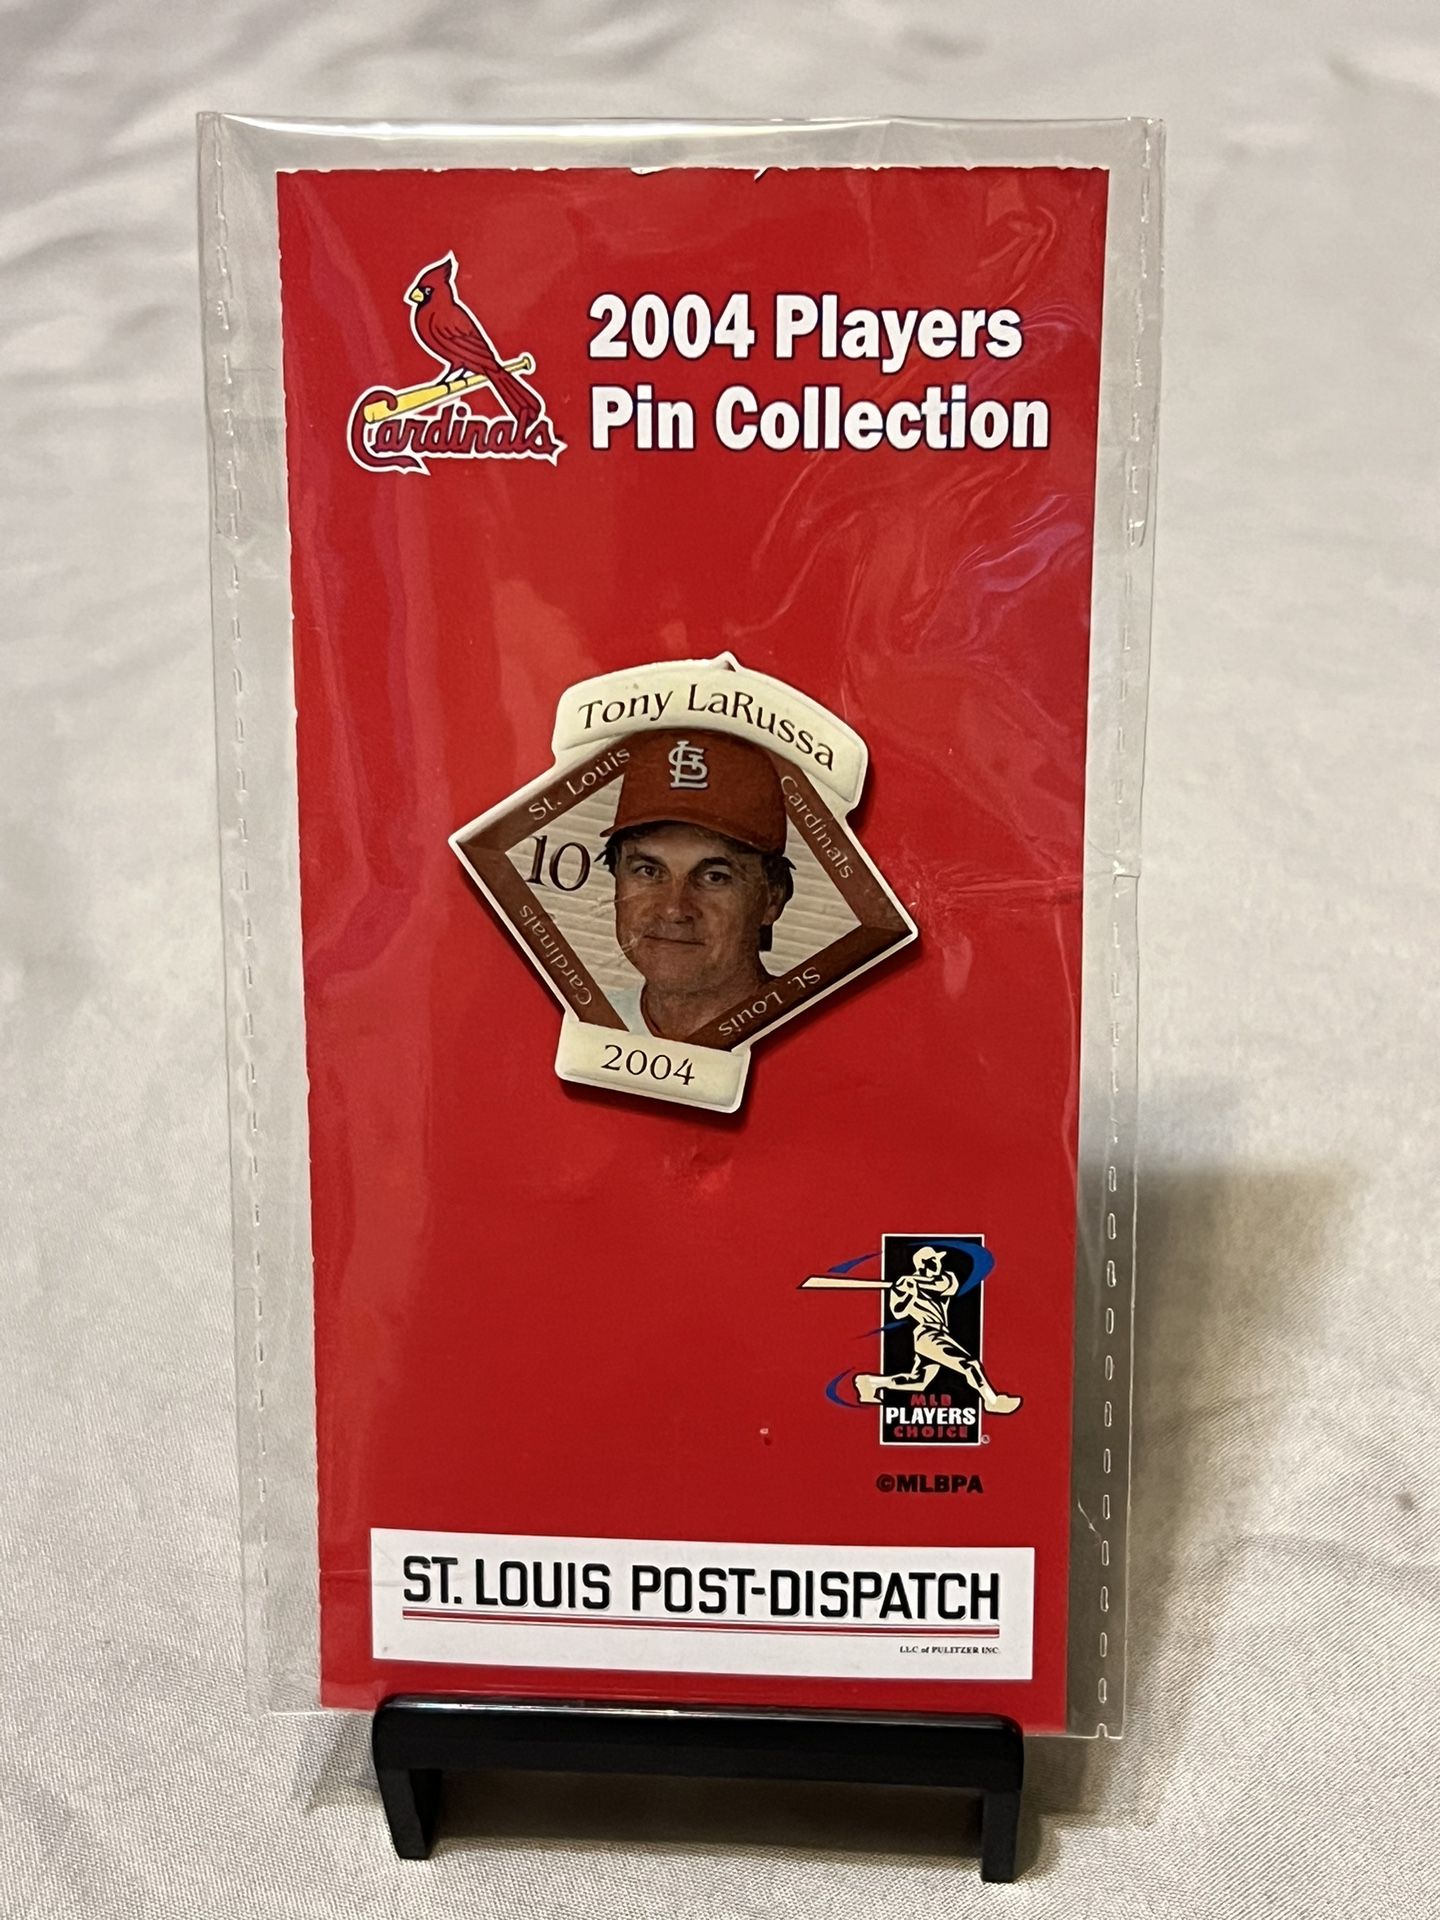 2004 Players
Pin Collection
Cardinals
Tony LaRussa
St. Louis
Cardinals
10
Cardinals
St. Louis
2004
MLB
PLAYERS
CHOICE
©MLBPA
ST. LOUIS POST-DISPATCH
LLC of PULITZER INC.